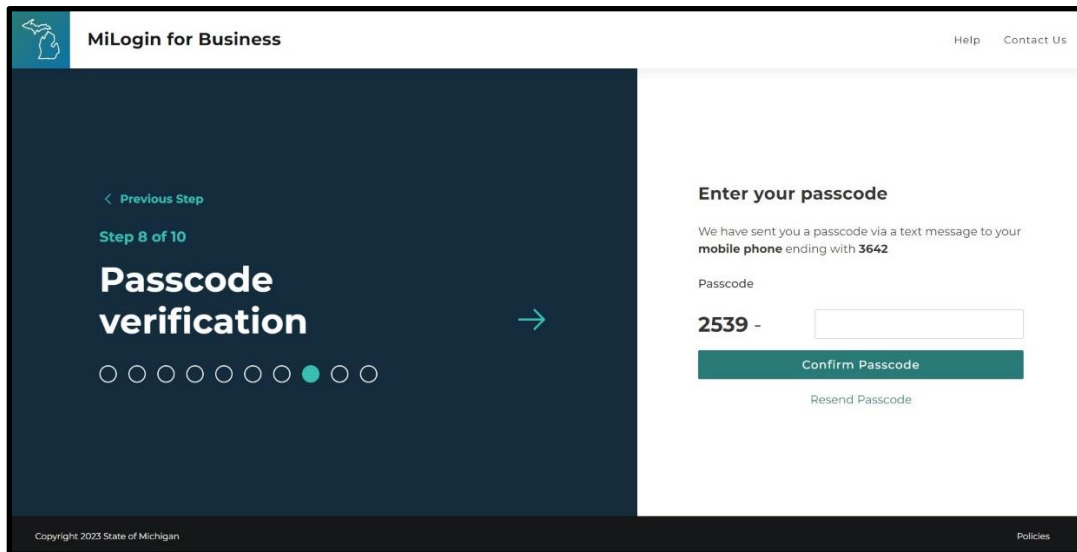 MiLogin for Business
Help Contact Us
< Previous Step
Step 8 of 10
Passcode
verification
Enter your passcode
We have sent you a passcode via a text message to your
mobile phone ending with 3642
Passcode
2539 -
Confirm Passcode
Resend Passcode
Copyright 2023 State of Michigan
Policies